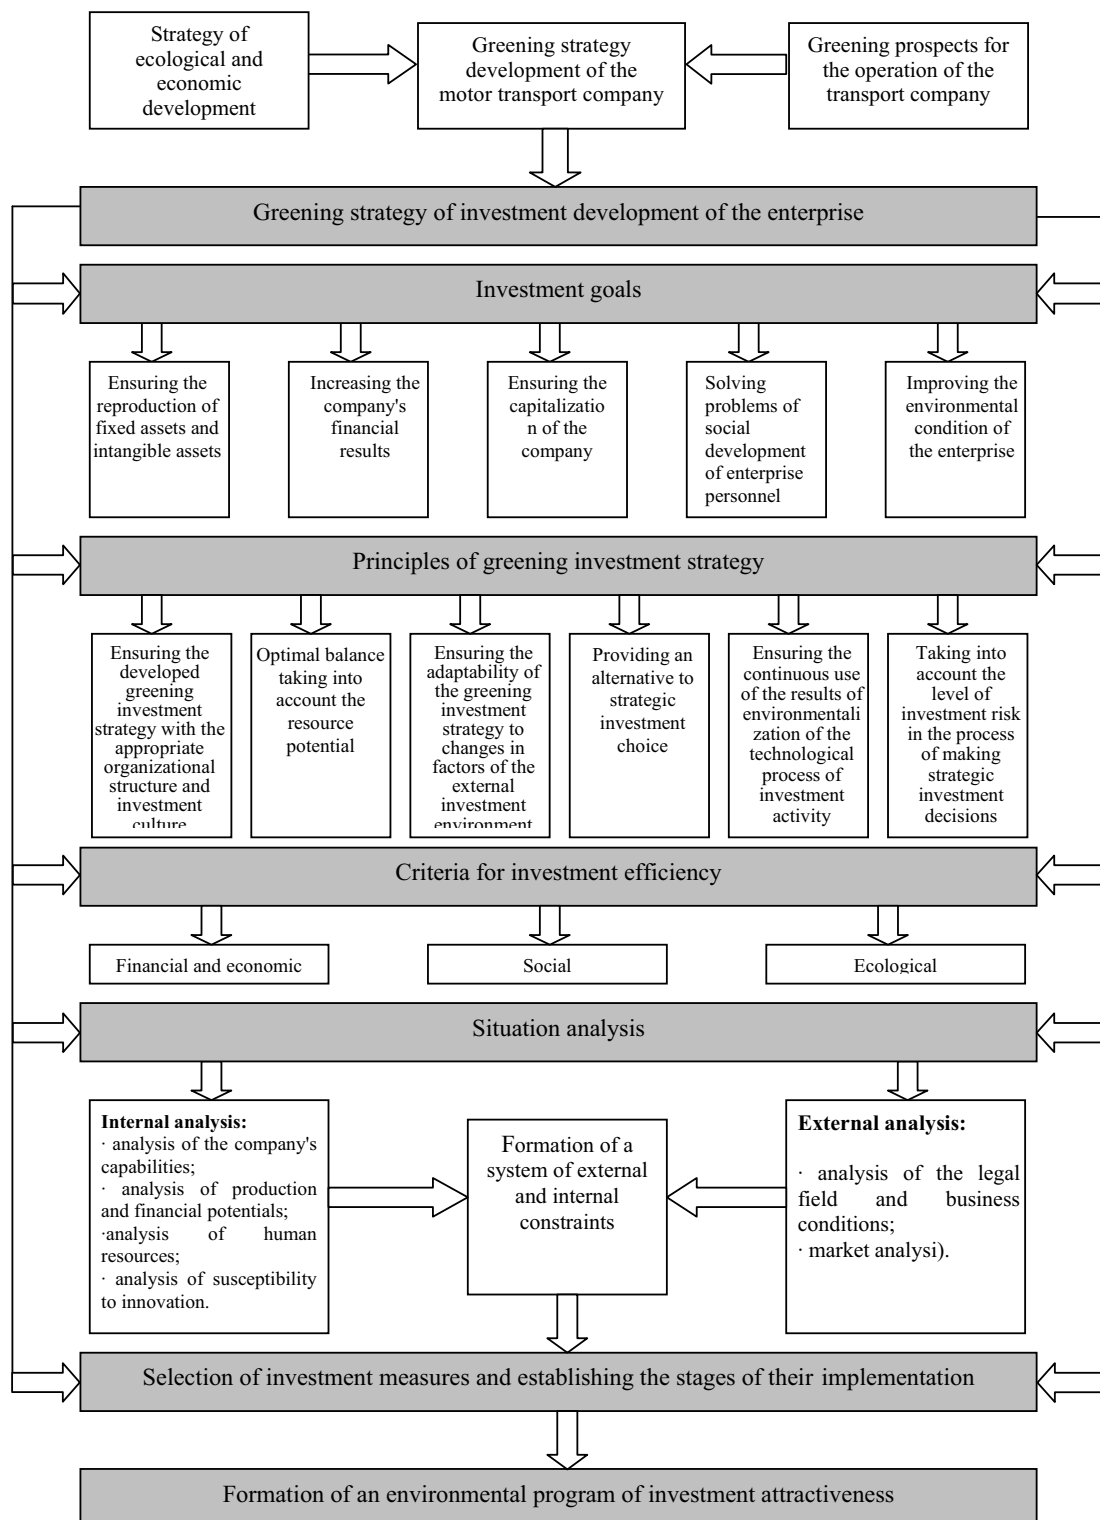 Strategy of
ecological and
economic
development
Greening strategy
development of the
motor transport company
Greening prospects for
the operation of the
transport company
Greening strategy of investment development of the enterprise
Investment goals
Ensuring the
reproduction of
fixed assets and
intangible assets
Increasing the
company's
financial
results
Ensuring the
capitalizatio
n of the
company
Solving
problems of
social
development
of enterprise
personnel
Improving the
environmental
condition of
the enterprise
Principles of greening investment strategy
Ensuring the
developed
greening
investment
strategy with the
appropriate
organizational
structure and
investment
culture
Optimal balance
taking into
account the
resource
potential
Ensuring the
adaptability of
the greening
investment
strategy to
changes in
factors of the
external
investment
environment
Providing an
alternative to
strategic
investment
choice
Ensuring the
continuous use
of the results of
environmentali
zation of the
technological
process of
investment
activity
Taking into
account the
level of
investment risk
in the process
of making
strategic
investment
decisions
Criteria for investment efficiency
Financial and economic
Social
Ecological
Situation analysis
Internal analysis:
· analysis of the company's
capabilities;
· analysis of production
and financial potentials;
·analysis of human
resources;
· analysis of susceptibility
to innovation.
Formation of a
system of external
and internal
constraints
External analysis:
· analysis of the legal
field and business
conditions;
· market analysi).
Selection of investment measures and establishing the stages of their implementation
Formation of an environmental program of investment attractiveness